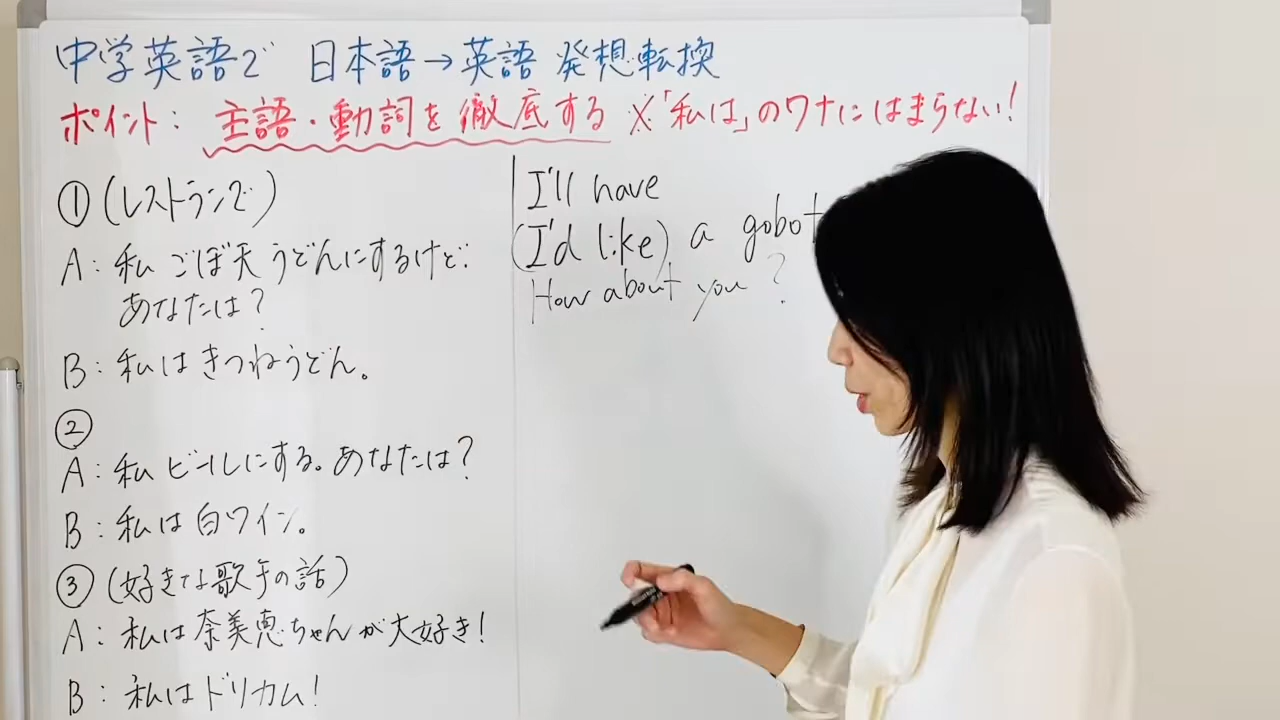 中学英語で 日本語→英語 発想転換
ポイント: 主語・動詞を徹底する ※「私は」のワナにはまらない!
①(レストランで)
A: 私 ごぼ天うどんにするけど。
あなたは?
B: 私はきつねうどん。
②
A: 私 ビールにする。あなたは?
B: 私は白ワイン。
③(好きな歌手の話)
A: 私は奈美恵ちゃんが大好き!
B: 私はドリカム!
I'll have
(I'd like) a gobot
How about you?